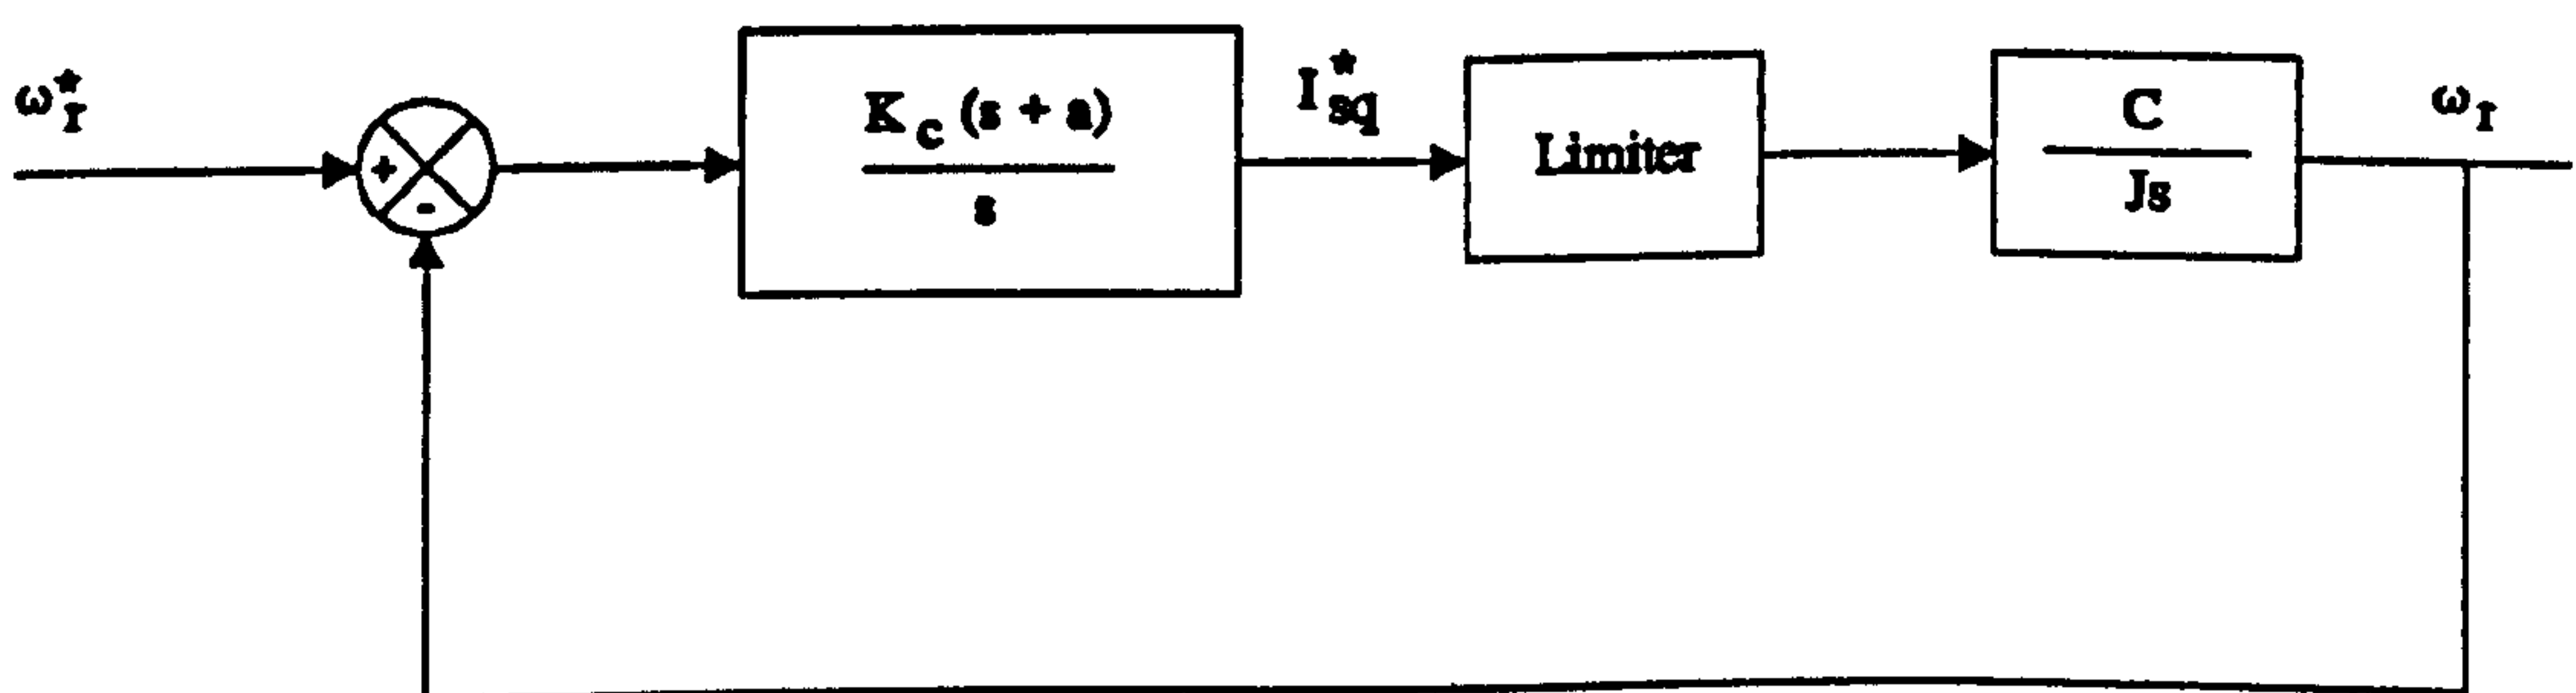 ω*r
+
-
Kc (s + a)
s
I*sq
Limiter
C
Js
ωr